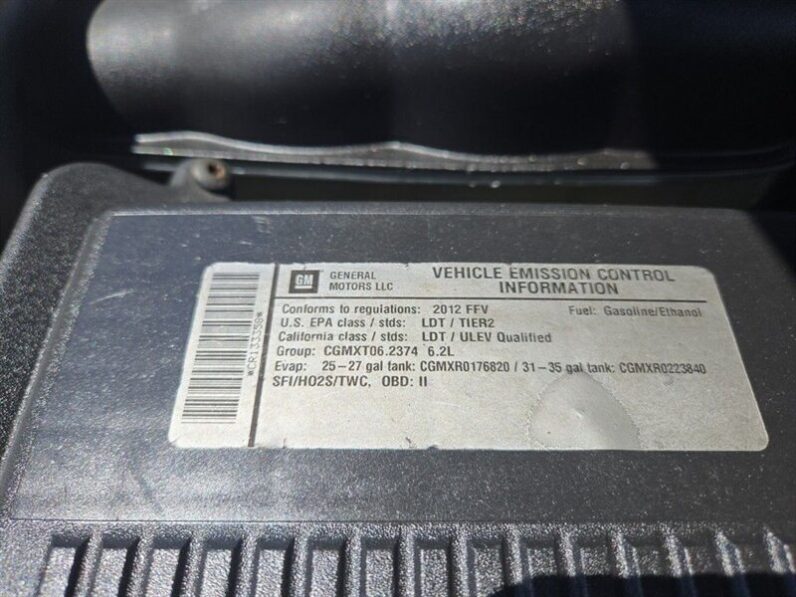 GM
GENERAL MOTORS LLC
VEHICLE EMISSION CONTROL INFORMATION
Conforms to regulations: 2012 FFV Fuel: Gasoline/Ethanol
U.S. EPA class / stds: LDT / TIER2
California class / stds: LDT / ULEV Qualified
Group: CGMXT06.2374 6.2L
Evap: 25-27 gal tank: CGMXR0176820 / 31-35 gal tank: CGMXR0223840
SFI/HO2S/TWC, OBD: II
*CR133358*